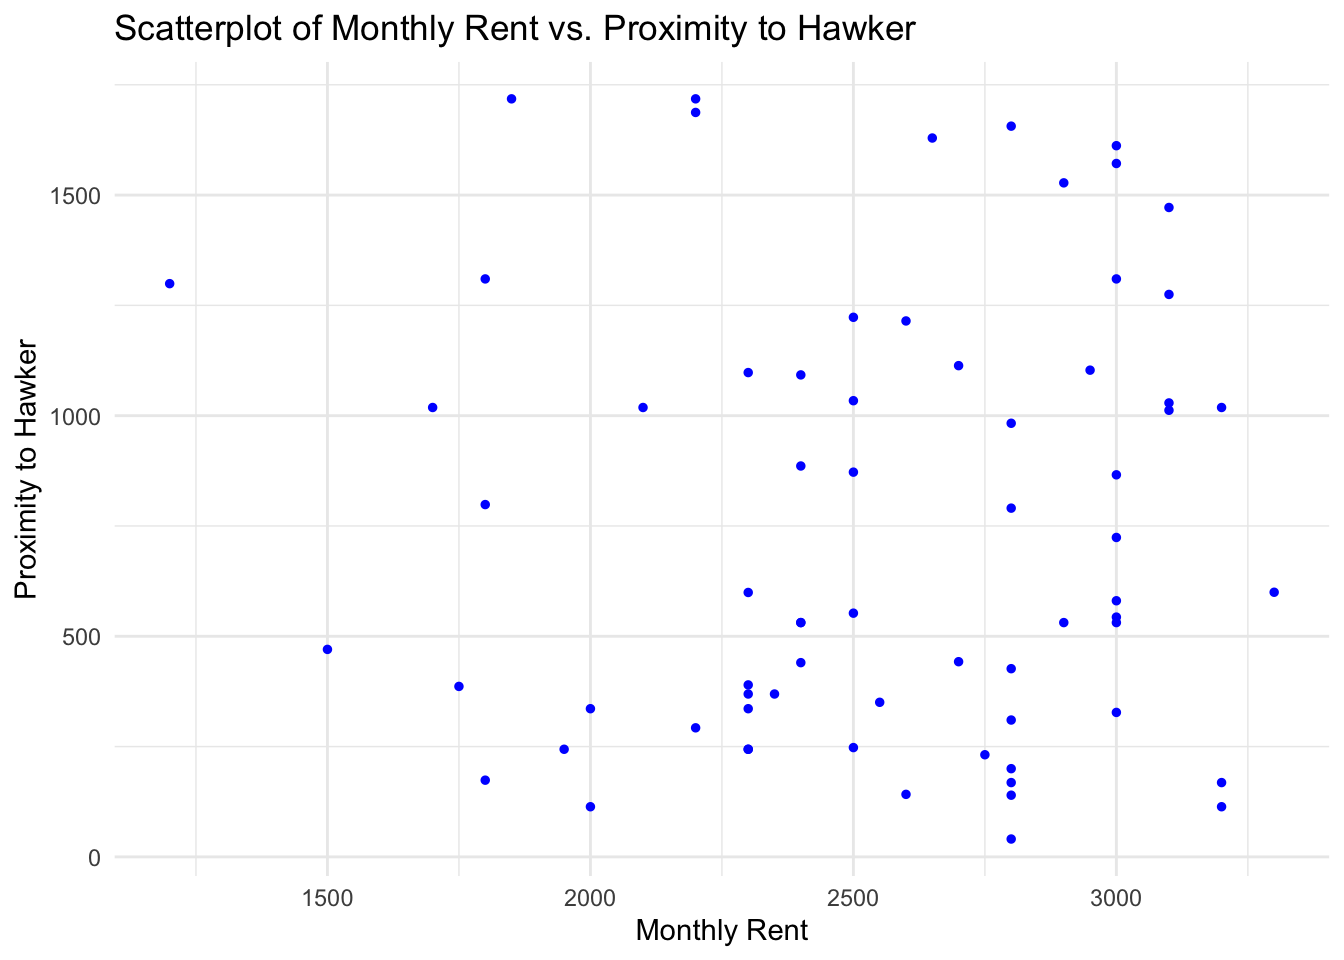 Scatterplot of Monthly Rent vs. Proximity to Hawker
Proximity to Hawker
1500
1000
500
0
1500 2000 2500 3000
Monthly Rent